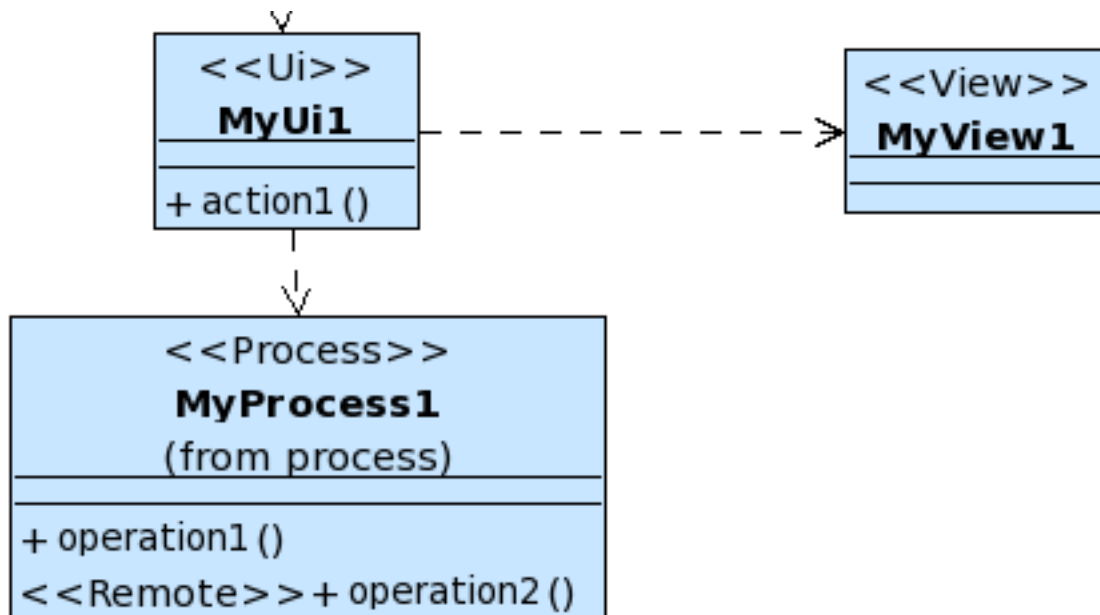 <<Ui>>
MyUi1
+ action1()
<<View>>
MyView1
<<Process>>
MyProcess1
(from process)
+ operation1()
<<Remote>> + operation2()